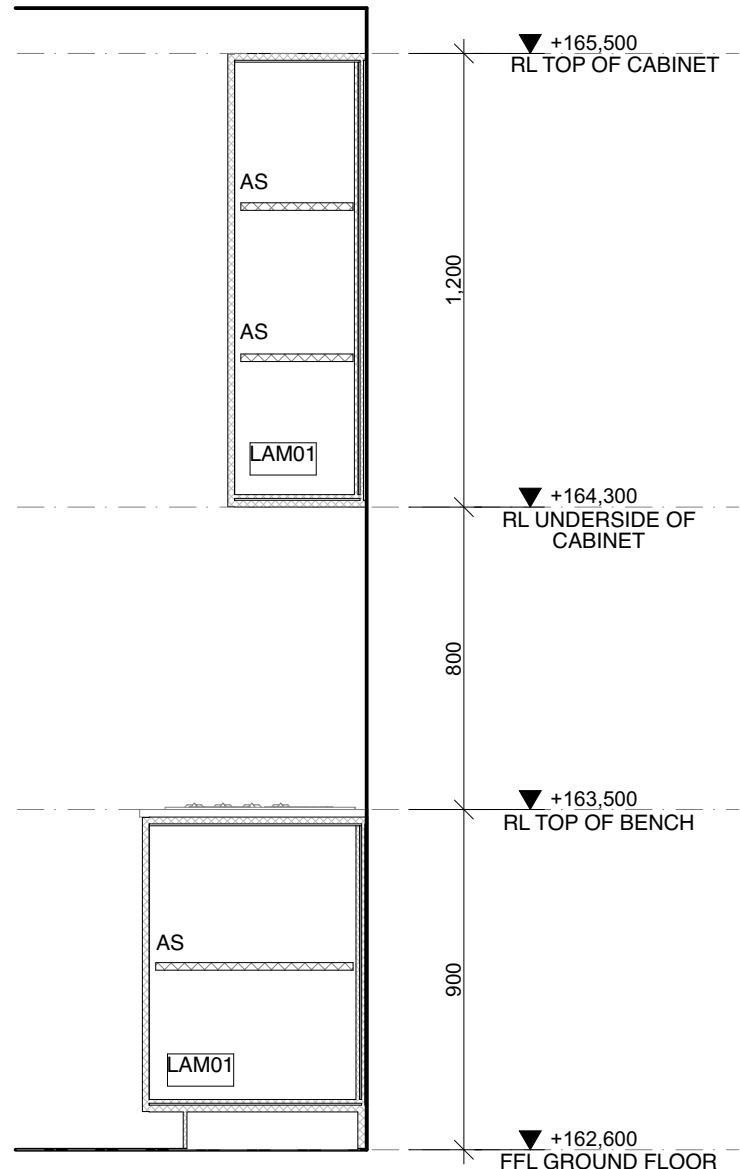 +165,500
RL TOP OF CABINET
AS
1,200
AS
LAM01
+164,300
RL UNDERSIDE OF
CABINET
800
+163,500
RL TOP OF BENCH
AS
900
LAM01
+162,600
FFL GROUND FLOOR